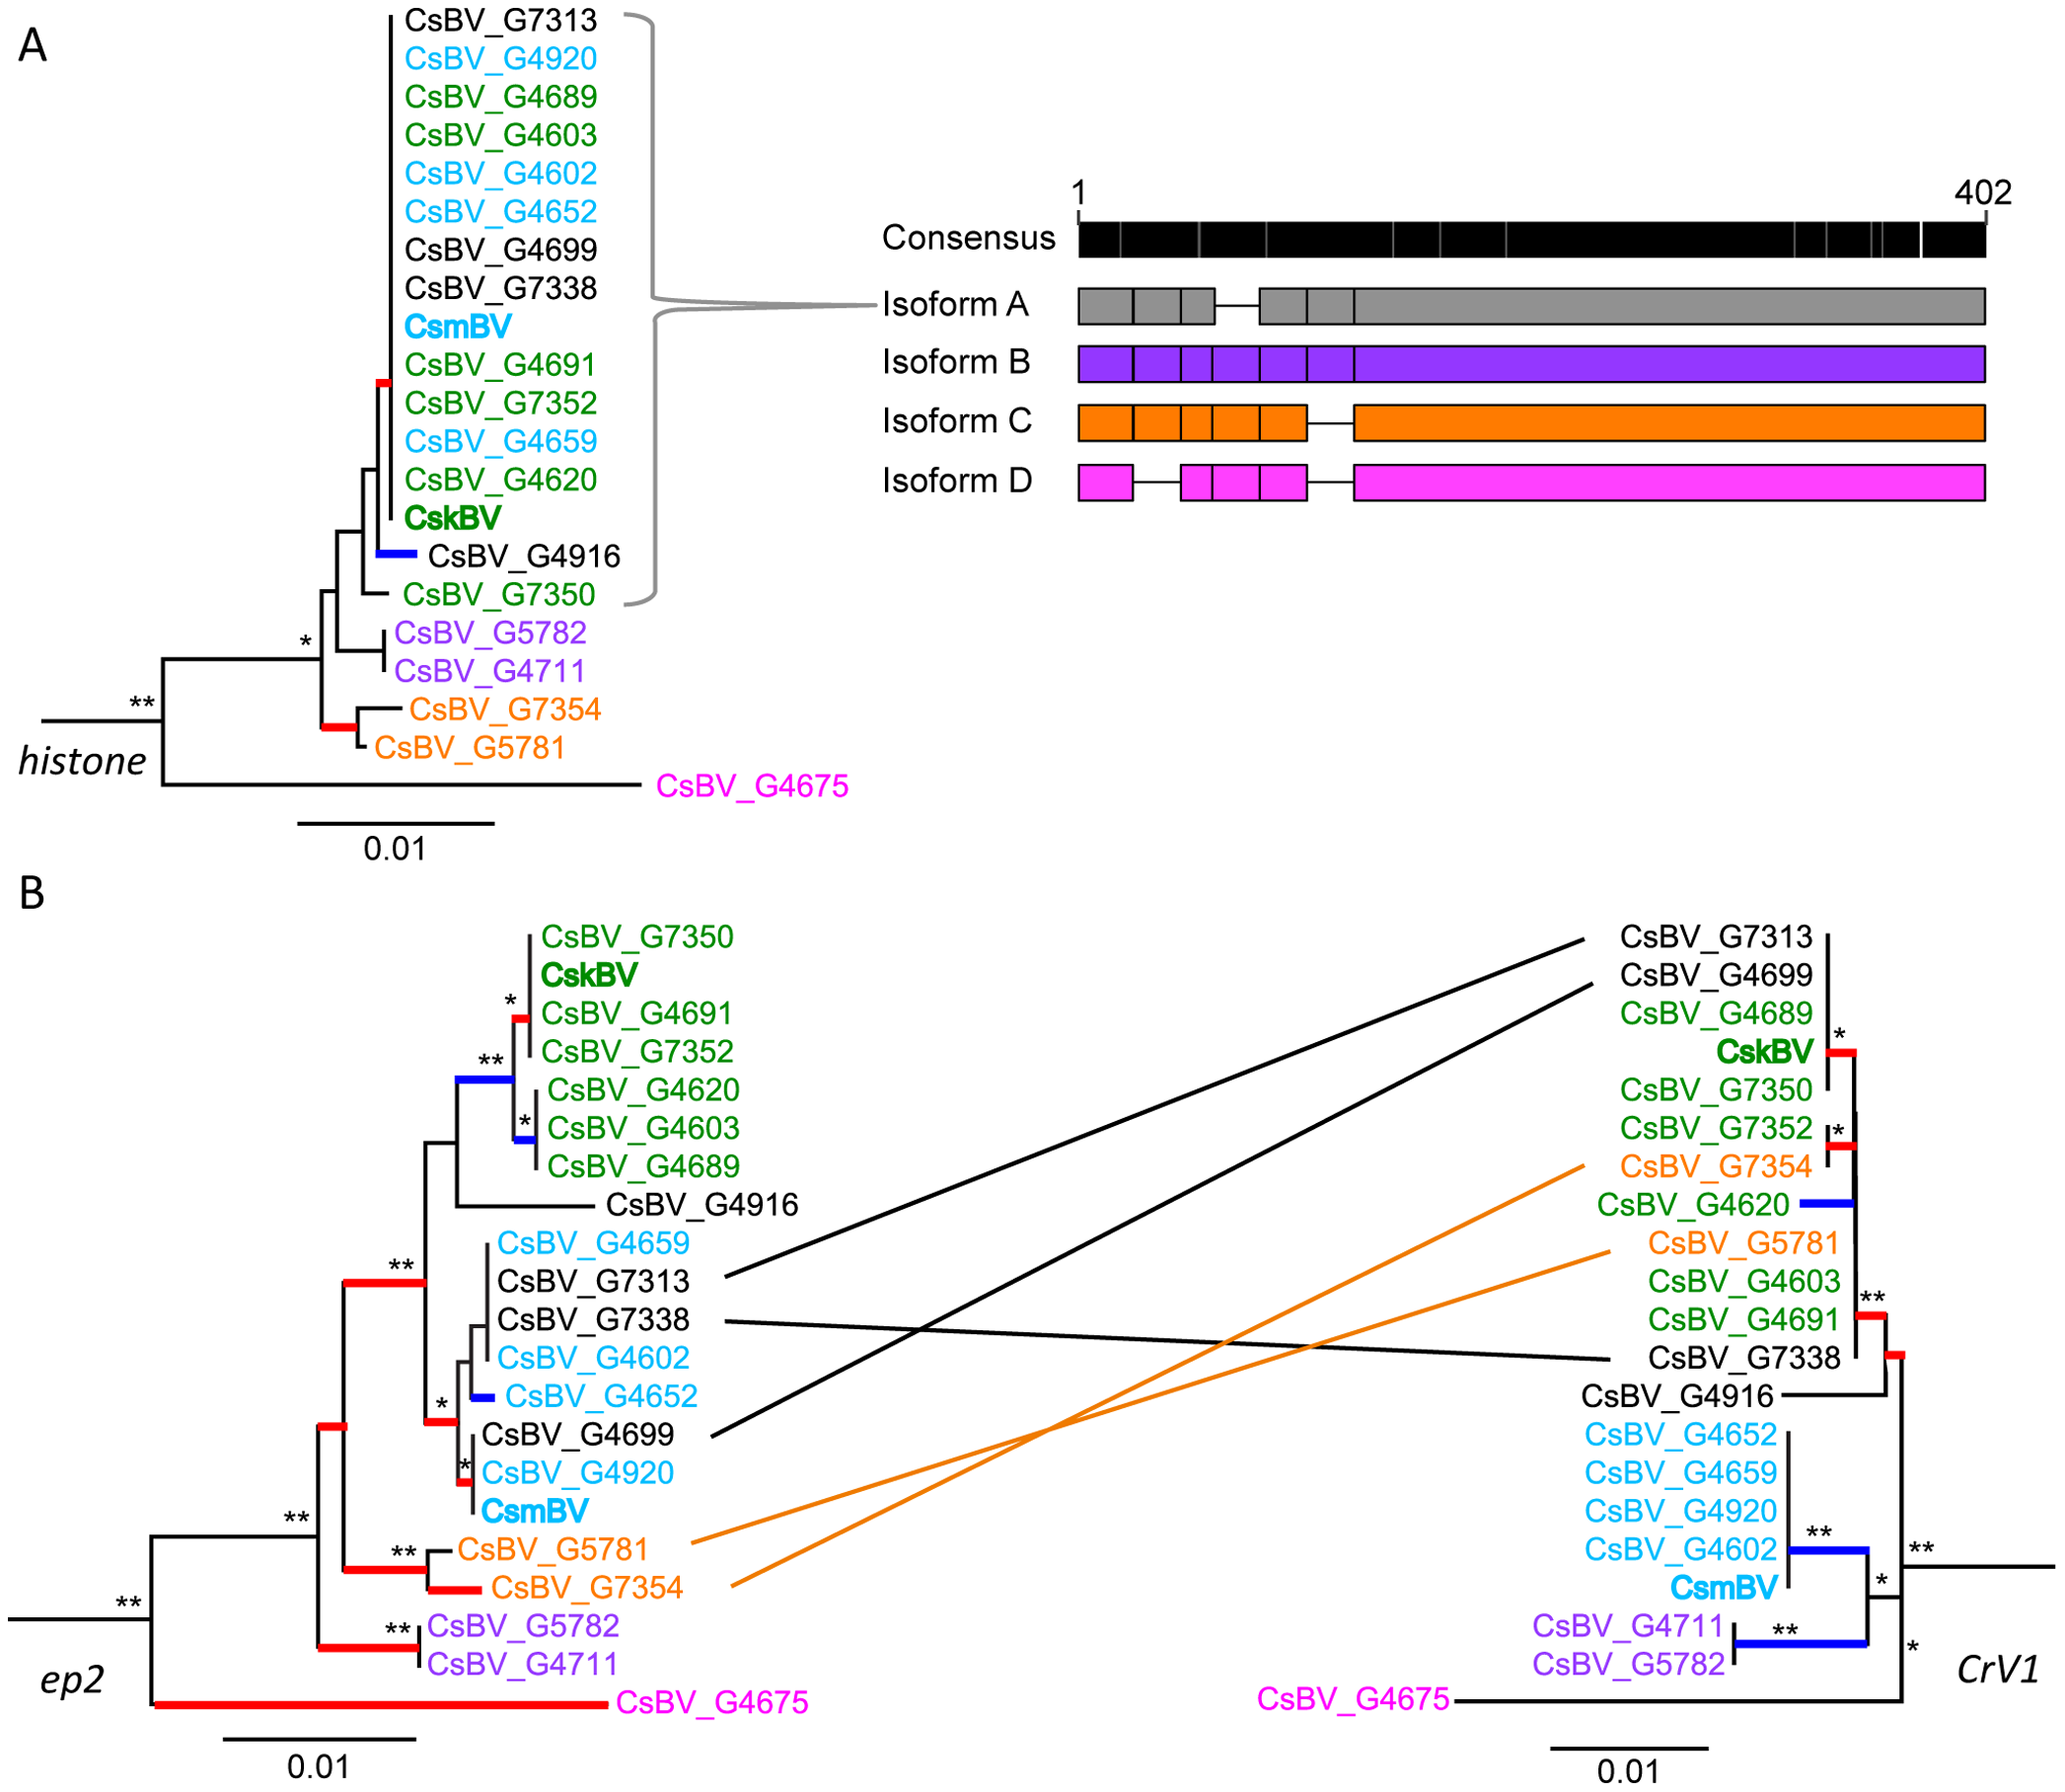 A
CsBV_G7313
CsBV_G4920
CsBV_G4689
CsBV_G4603
CsBV_G4602
CsBV_G4652
CsBV_G4699
CsBV_G7338
CsmBV
CsBV_G4691
CsBV_G7352
CsBV_G4659
CsBV_G4620
CskBV
CsBV_G4916
CsBV_G7350
CsBV_G5782
*
CsBV_G4711
**
CsBV_G7354
CsBV_G5781
histone
CsBV_G4675
0.01
1 402
Consensus
Isoform A
Isoform B
Isoform C
Isoform D
B
CsBV_G7350
CskBV
*
CsBV_G4691
CsBV_G7352
**
CsBV_G4620
*
CsBV_G4603
CsBV_G4689
CsBV_G4916
CsBV_G4659
**
CsBV_G7313
CsBV_G7338
CsBV_G4602
CsBV_G4652
*
CsBV_G4699
*
CsBV_G4920
CsmBV
**
CsBV_G5781
**
CsBV_G7354
**
CsBV_G5782
**
CsBV_G4711
ep2
CsBV_G4675
0.01
CsBV_G7313
CsBV_G4699
CsBV_G4689
*
CskBV
CsBV_G7350
CsBV_G7352
*
CsBV_G7354
CsBV_G4620
CsBV_G5781
CsBV_G4603
**
CsBV_G4691
CsBV_G7338
CsBV_G4916
CsBV_G4652
CsBV_G4659
CsBV_G4920
**
CsBV_G4602
**
CsmBV
*
CsBV_G4711
**
CsBV_G5782
*
CrV1
CsBV_G4675
0.01